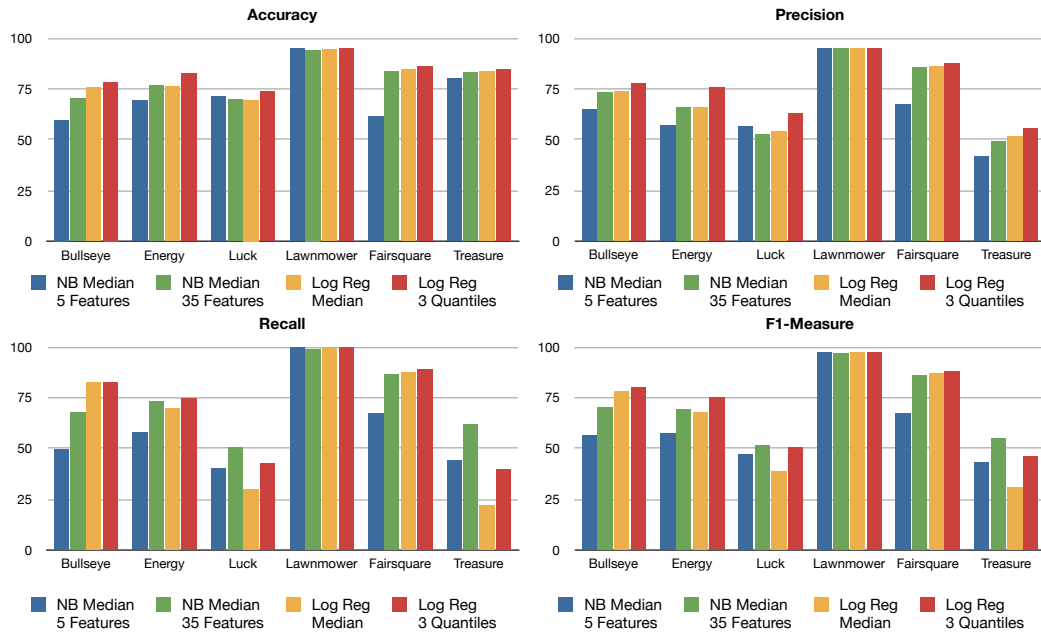 Accuracy
100
75
50
25
0
Bullseye Energy Luck Lawnmower Fairsquare Treasure
NB Median 5 Features
NB Median 35 Features
Log Reg Median
Log Reg 3 Quantiles
Precision
100
75
50
25
0
Bullseye Energy Luck Lawnmower Fairsquare Treasure
NB Median 5 Features
NB Median 35 Features
Log Reg Median
Log Reg 3 Quantiles
Recall
100
75
50
25
0
Bullseye Energy Luck Lawnmower Fairsquare Treasure
NB Median 5 Features
NB Median 35 Features
Log Reg Median
Log Reg 3 Quantiles
F1-Measure
100
75
50
25
0
Bullseye Energy Luck Lawnmower Fairsquare Treasure
NB Median 5 Features
NB Median 35 Features
Log Reg Median
Log Reg 3 Quantiles